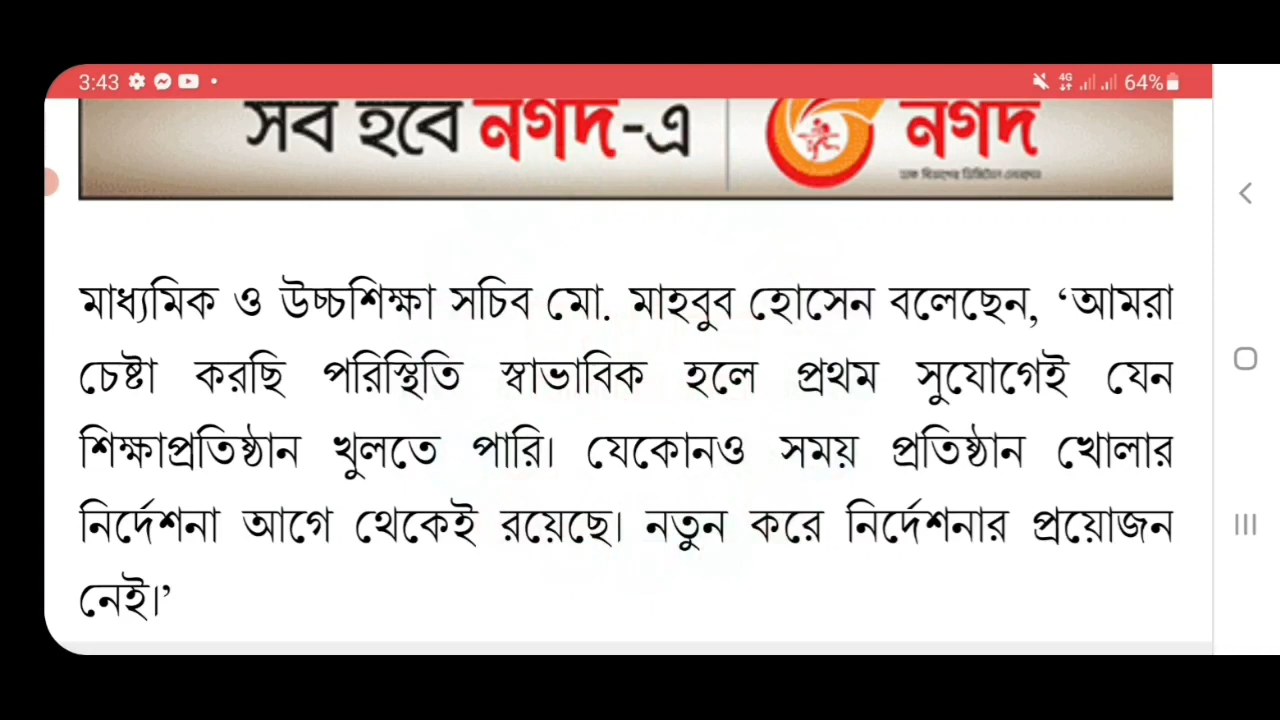 3:43
4G
64%
সব হবে নগদ-এ
নগদ
মাধ্যমিক ও উচ্চশিক্ষা সচিব মো. মাহবুব হোসেন বলেছেন, ‘আমরা
চেষ্টা করছি পরিস্থিতি স্বাভাবিক হলে প্রথম সুযোগেই যেন
শিক্ষাপ্রতিষ্ঠান খুলতে পারি। যেকোনও সময় প্রতিষ্ঠান খোলার
নির্দেশনা আগে থেকেই রয়েছে। নতুন করে নির্দেশনার প্রয়োজন
নেই।’